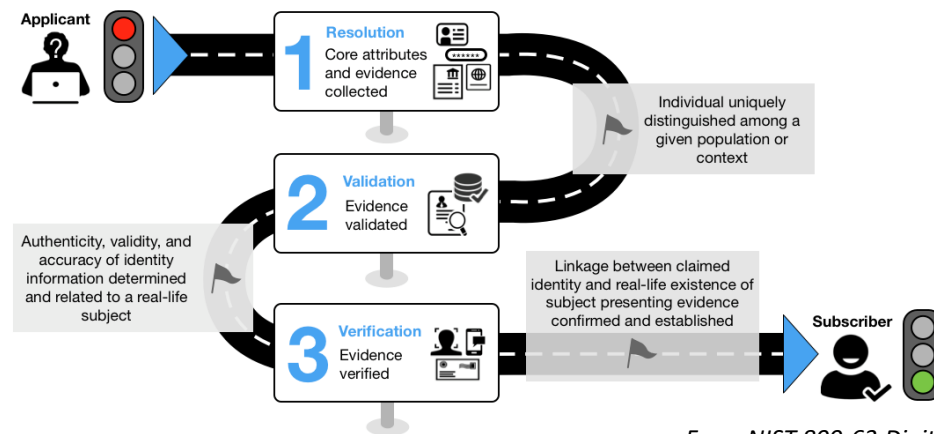 Applicant
1
Resolution
Core attributes
and evidence
collected
******
Individual uniquely
distinguished among a
given population or
context
2
Validation
Evidence
validated
Authenticity, validity, and
accuracy of identity
information determined
and related to a real-life
subject
3
Verification
Evidence
verified
Linkage between claimed
identity and real-life existence of
subject presenting evidence
confirmed and established
Subscriber